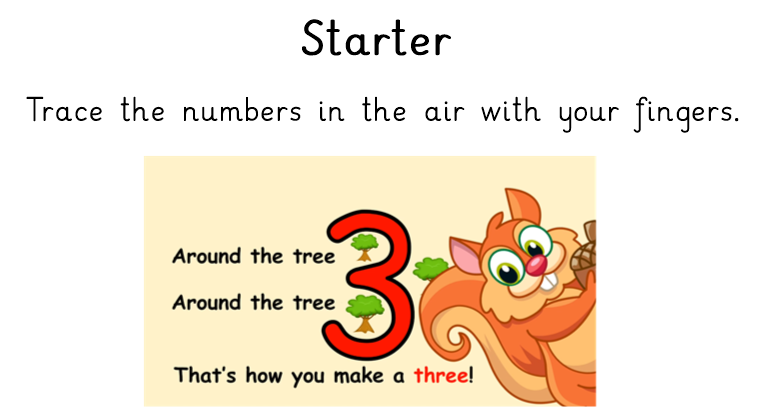 Starter
Trace the numbers in the air with your fingers.
Around the tree
3
Around the tree
That's how you make a three!